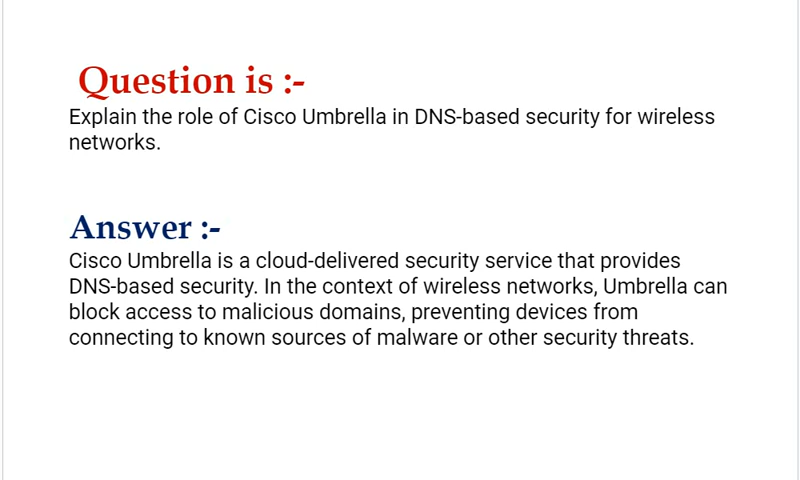 Question is :-
Explain the role of Cisco Umbrella in DNS-based security for wireless
networks.
Answer :-
Cisco Umbrella is a cloud-delivered security service that provides
DNS-based security. In the context of wireless networks, Umbrella can
block access to malicious domains, preventing devices from
connecting to known sources of malware or other security threats.